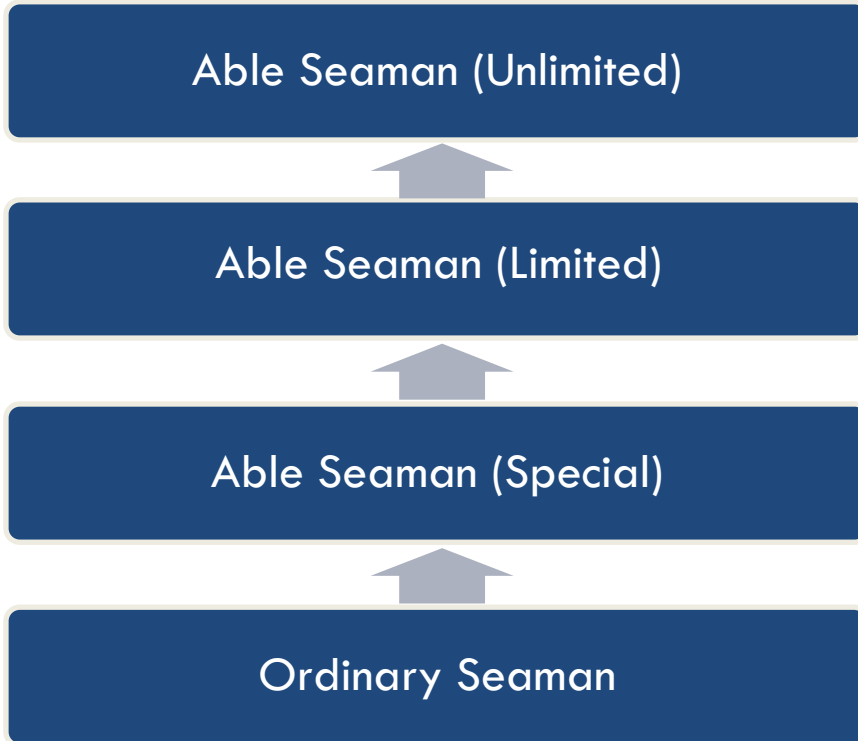 Able Seaman (Unlimited)
Able Seaman (Limited)
Able Seaman (Special)
Ordinary Seaman